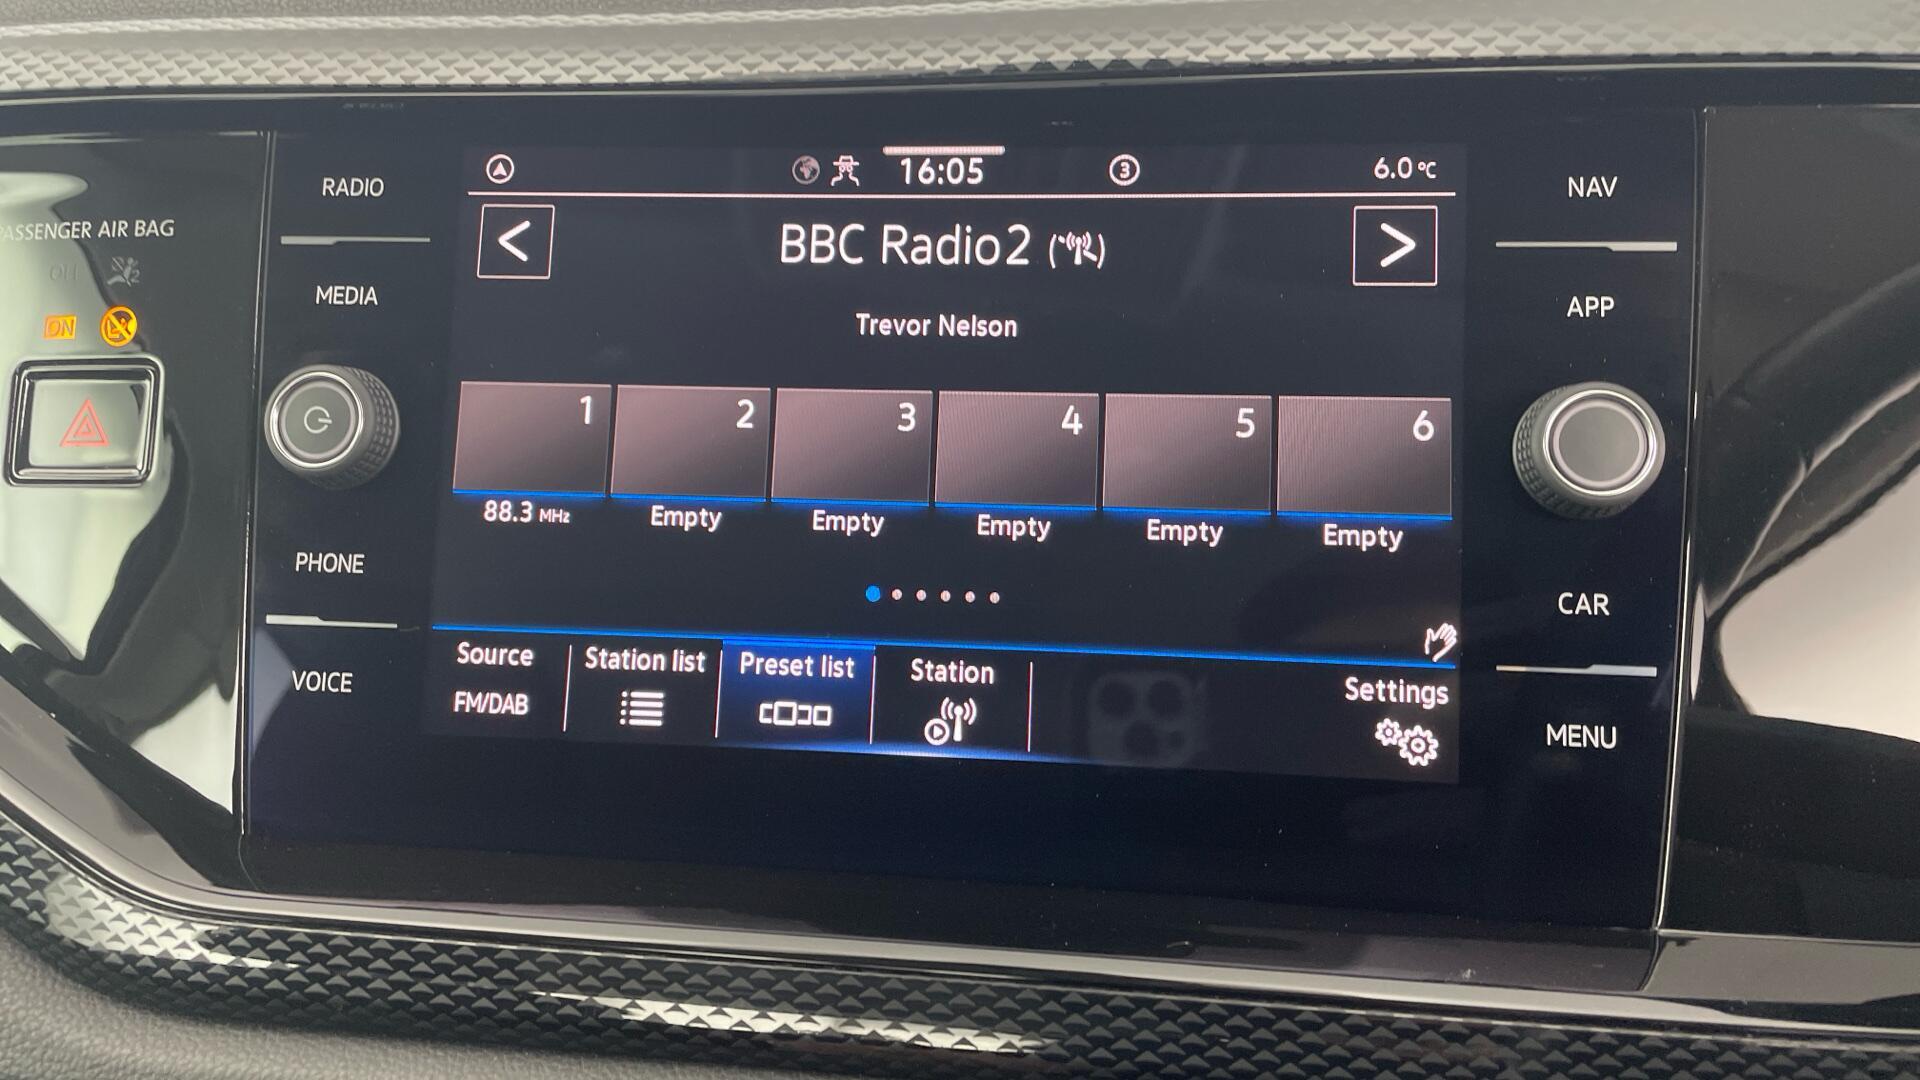 RADIO
MEDIA
PHONE
VOICE
PASSENGER AIR BAG
ON
16:05
3
6.0 °C
<
BBC Radio2
>
Trevor Nelson
1
2
3
4
5
6
88.3 MHz
Empty
Empty
Empty
Empty
Empty
Source
FM/DAB
Station list
Preset list
Station
Settings
NAV
APP
CAR
MENU